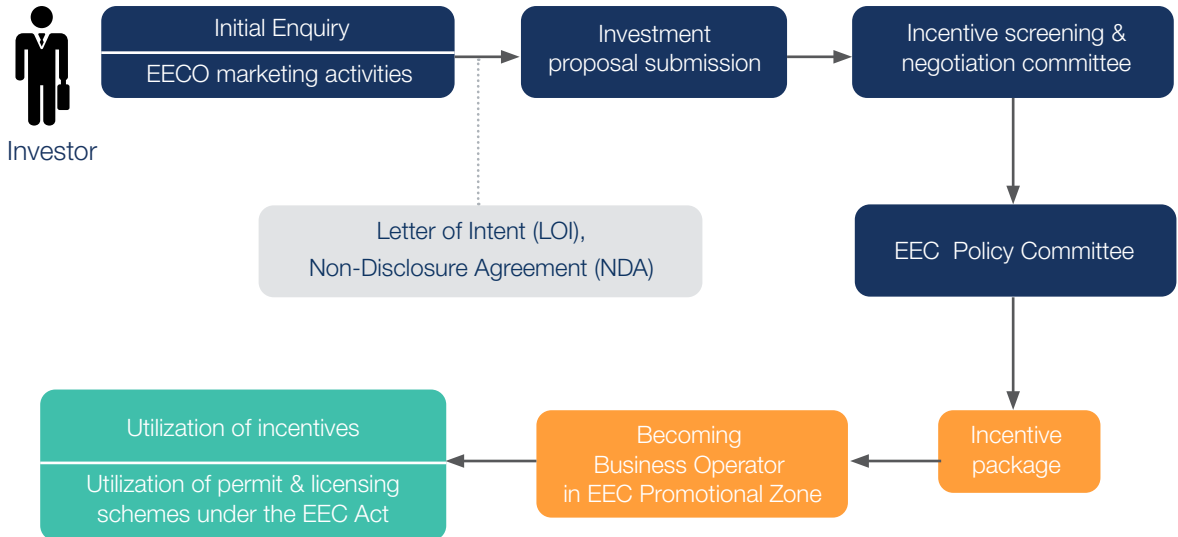 Investor
Initial Enquiry
EECO marketing activities
Investment
proposal submission
Incentive screening &
negotiation committee
Letter of Intent (LOI),
Non-Disclosure Agreement (NDA)
EEC Policy Committee
Incentive
package
Becoming
Business Operator
in EEC Promotional Zone
Utilization of incentives
Utilization of permit & licensing
schemes under the EEC Act